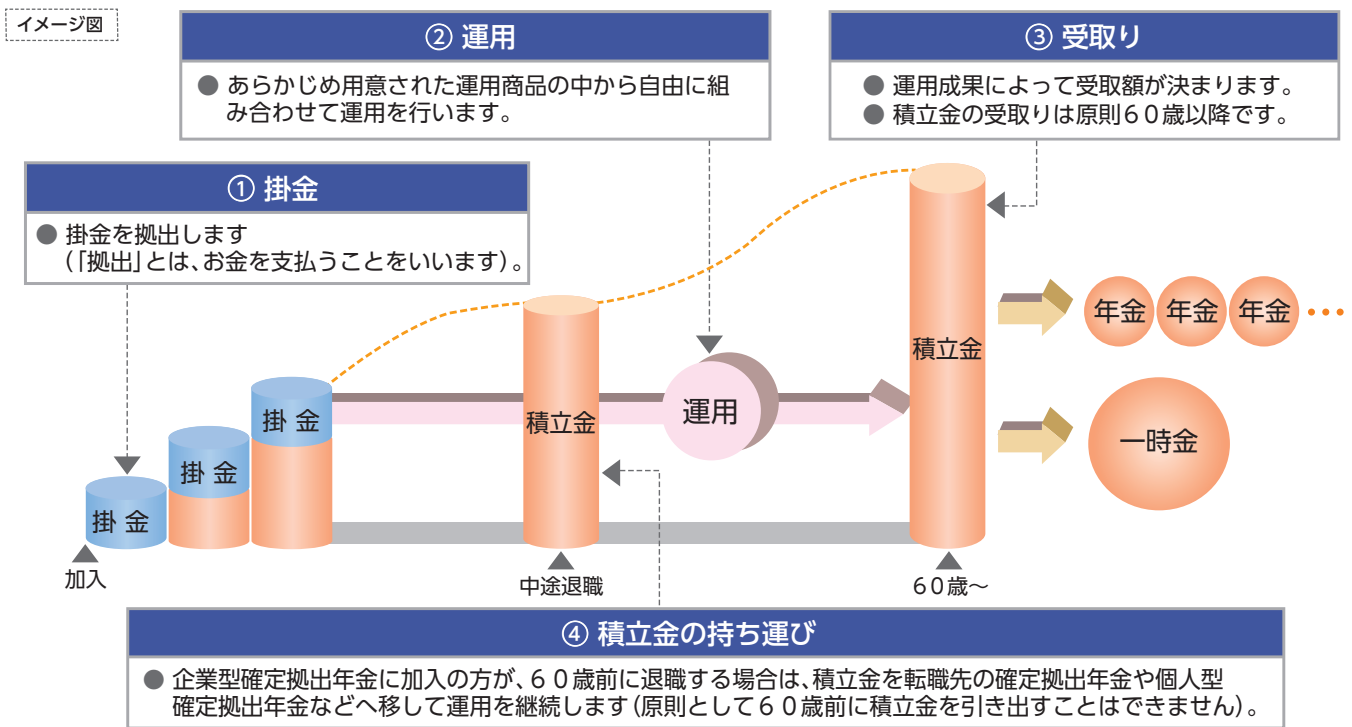 イメージ図
② 運用
● あらかじめ用意された運用商品の中から自由に組
み合わせて運用を行います。
③ 受取り
● 運用成果によって受取額が決まります。
● 積立金の受取りは原則60歳以降です。
① 掛金
● 掛金を拠出します
（「拠出」とは、お金を支払うことをいいます）。
掛金
掛金
掛金
積立金
運用
積立金
年金 年金 年金 ・・・
一時金
加入
中途退職
60歳～
④ 積立金の持ち運び
● 企業型確定拠出年金に加入の方が、60歳前に退職する場合は、積立金を転職先の確定拠出年金や個人型
確定拠出年金などへ移して運用を継続します（原則として60歳前に積立金を引き出すことはできません）。